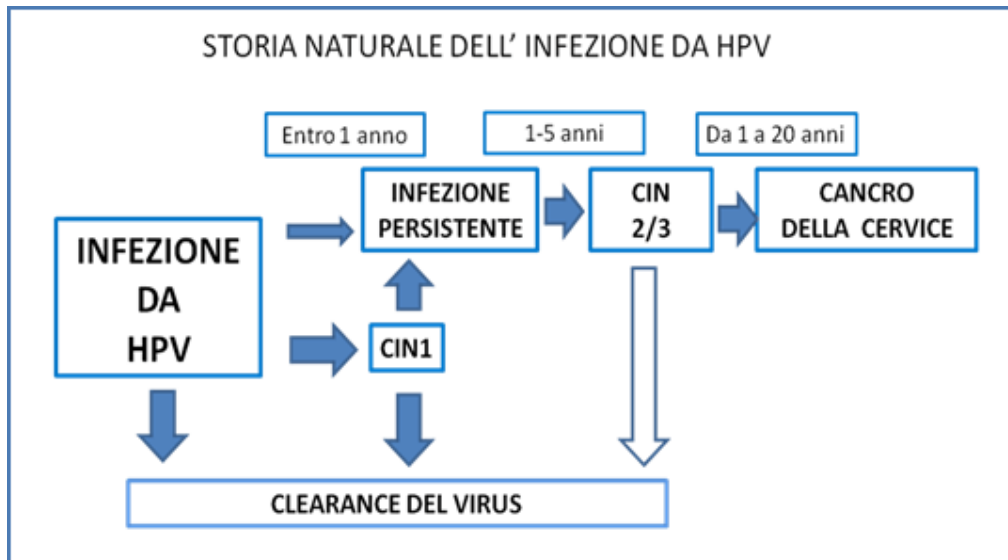 STORIA NATURALE DELL’ INFEZIONE DA HPV
Entro 1 anno
1-5 anni
Da 1 a 20 anni
INFEZIONE
PERSISTENTE
CIN
2/3
CANCRO
DELLA CERVICE
INFEZIONE
DA
HPV
CIN1
CLEARANCE DEL VIRUS